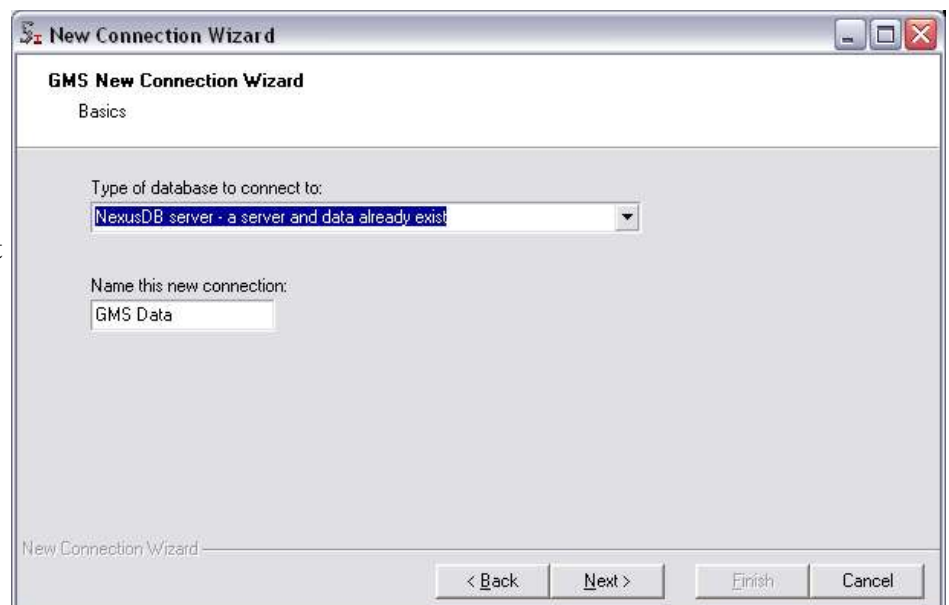 New Connection Wizard
GMS New Connection Wizard
Basics
Type of database to connect to:
NexusDB server - a server and data already exist
Name this new connection:
GMS Data
New Connection Wizard
< Back
Next >
Finish
Cancel